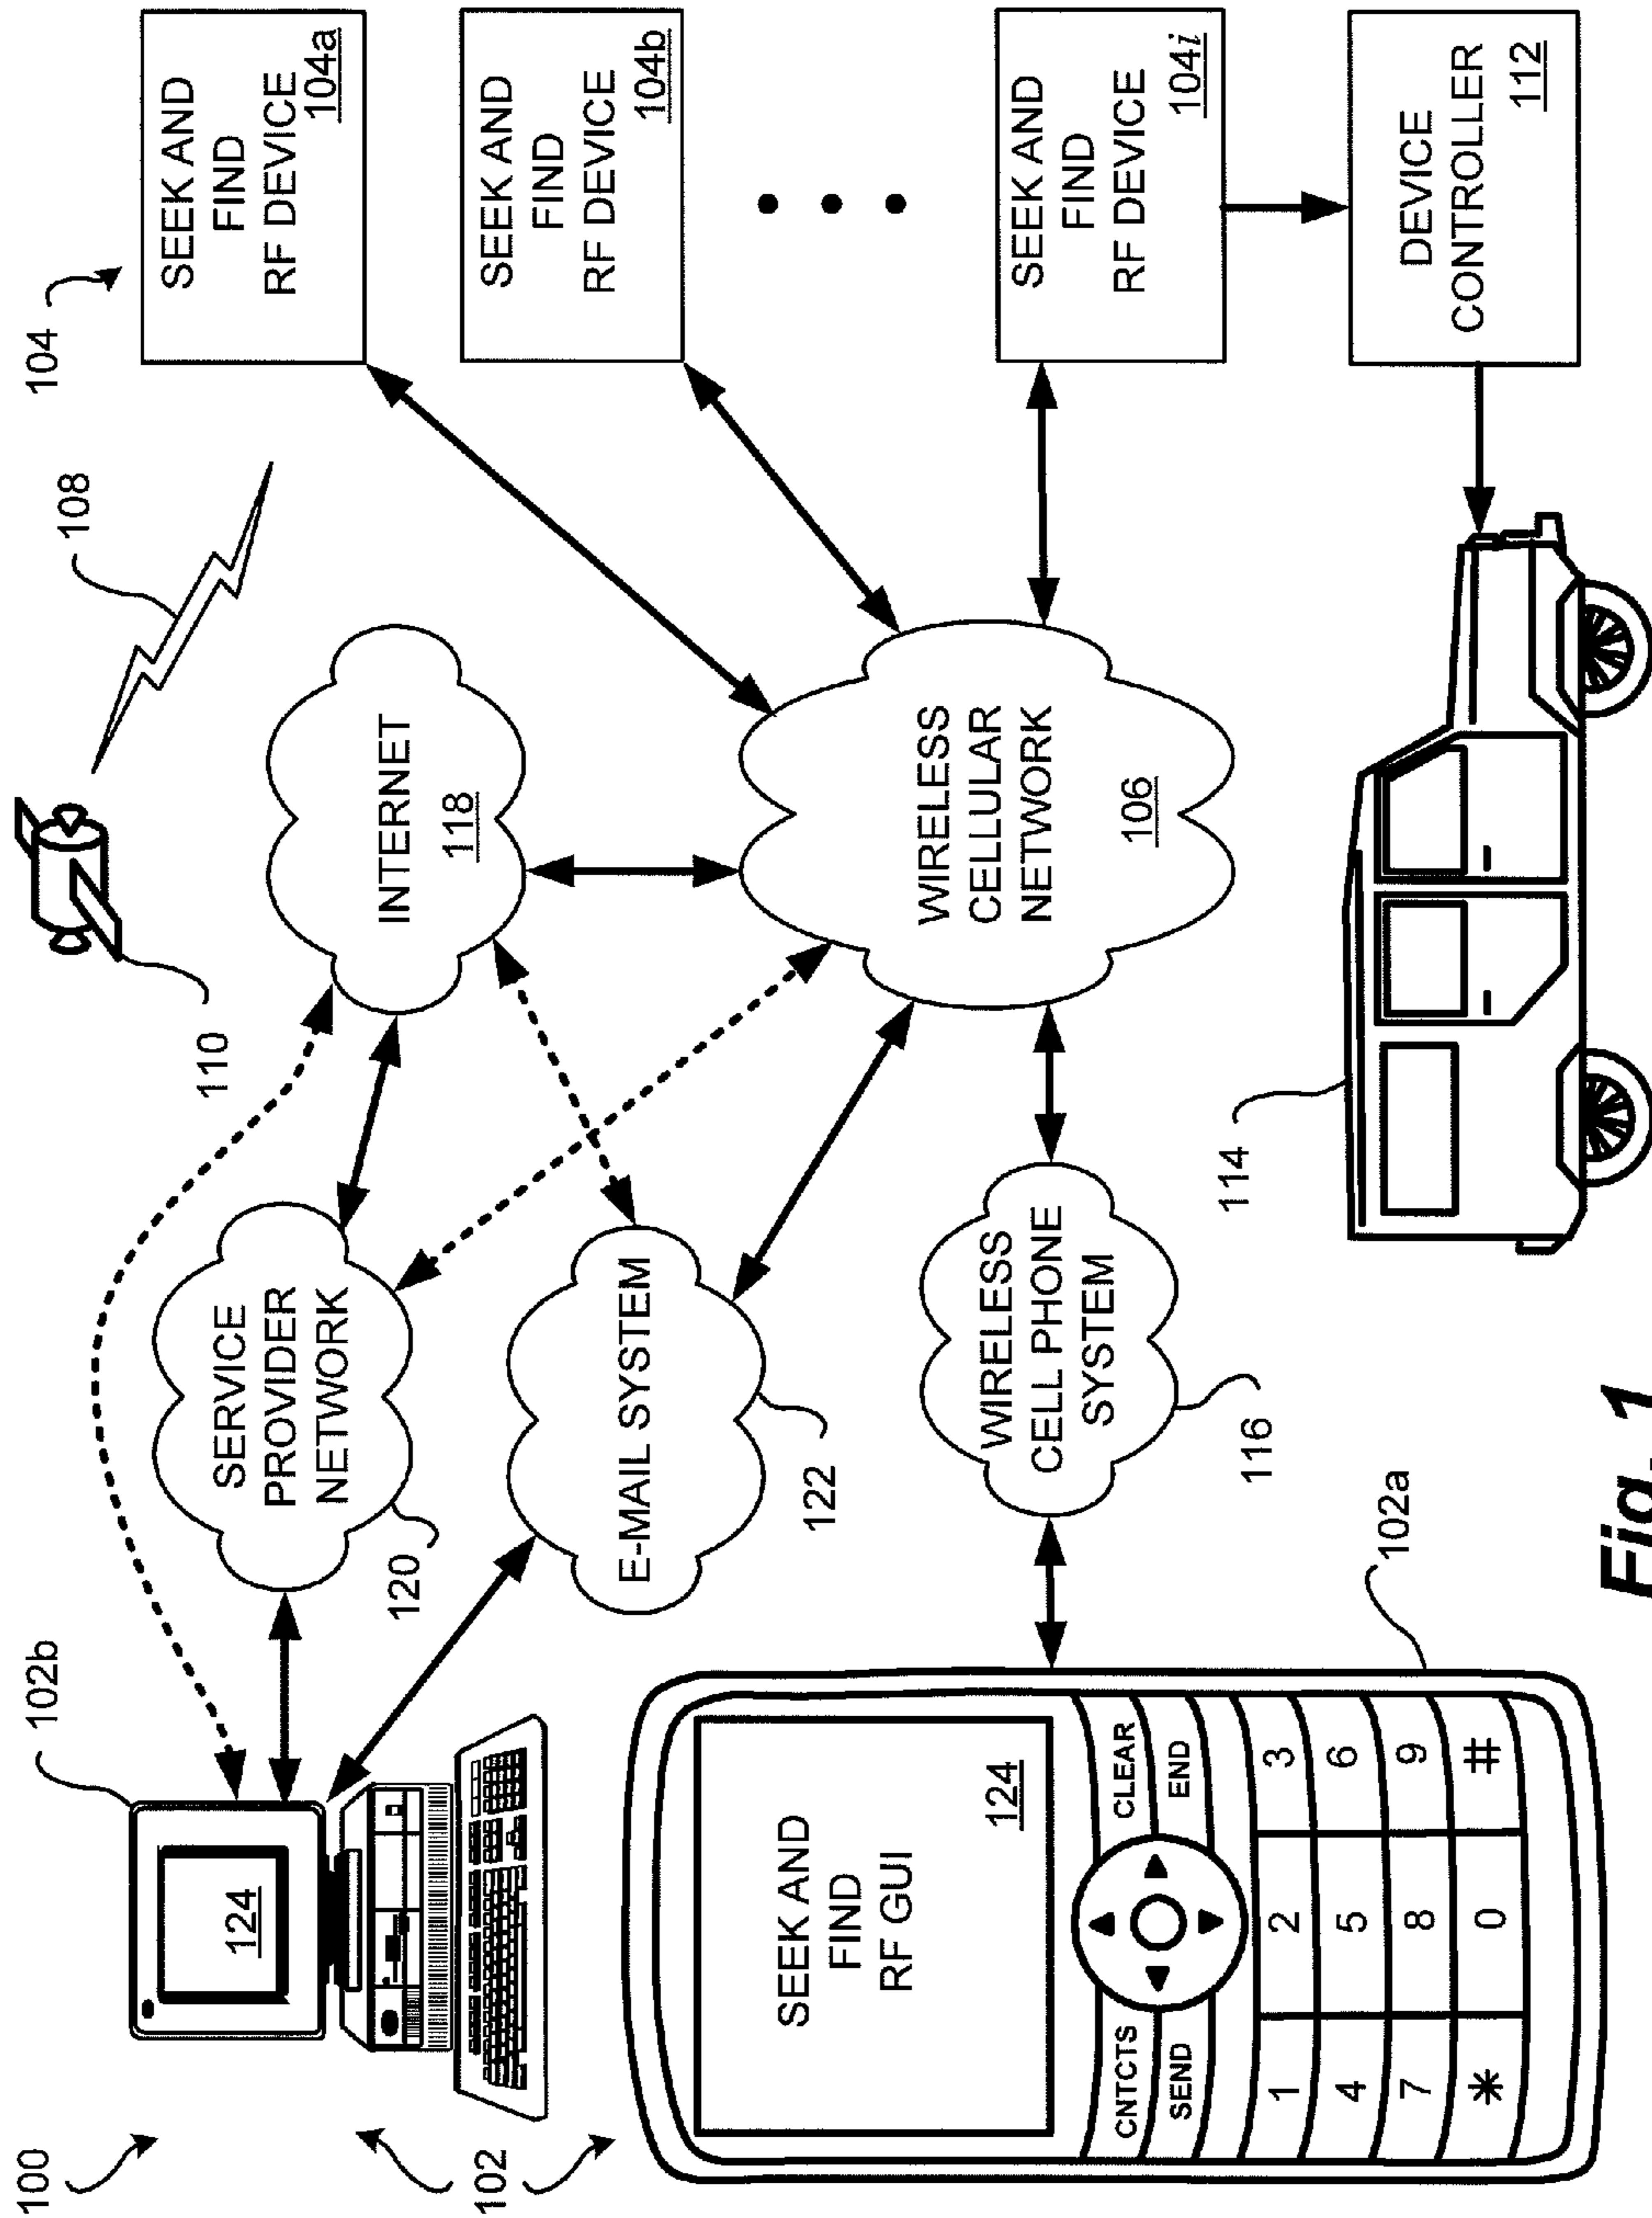 100
102
102b
124
SERVICE
PROVIDER
NETWORK
120
E-MAIL SYSTEM
122
110
108
INTERNET
118
104
SEEK AND
FIND
RF DEVICE
104a
SEEK AND
FIND
RF DEVICE
104b
SEEK AND
FIND
RF DEVICE
104i
WIRELESS
CELLULAR
NETWORK
106
WIRELESS
CELL PHONE
SYSTEM
116
SEEK AND
FIND
RF GUI
124
CNTCTS
CLEAR
SEND
END
1 2 3
4 5 6
7 8 9
* 0 #
102a
114
DEVICE
CONTROLLER
112
Fig. 1